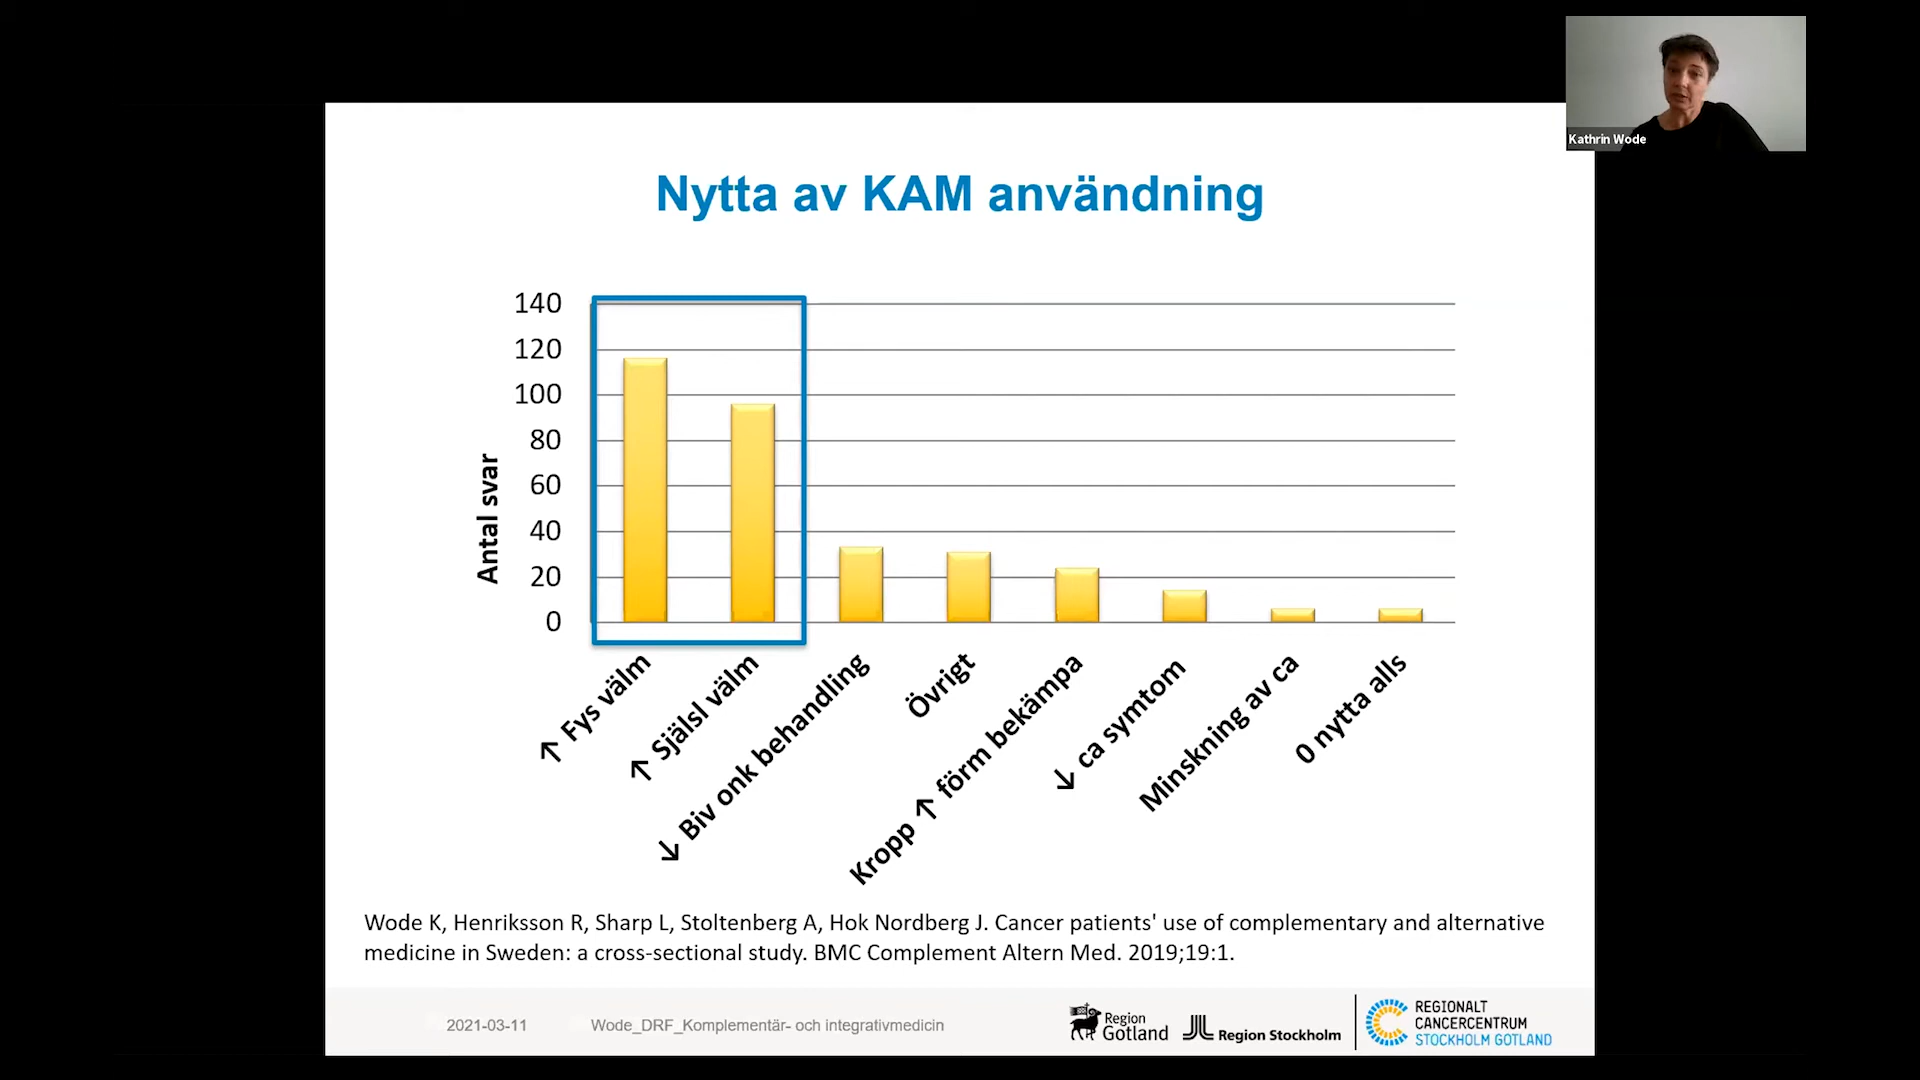 Kathrin Wode
Nytta av KAM användning
140
120
100
80
60
40
20
0
Antal svar
↑ Fys välm
↑ Själsl välm
↓ Biv onk behandling
Övrigt
Kropp ↑ förm bekämpa
↓ ca symtom
Minskning av ca
0 nytta alls
Wode K, Henriksson R, Sharp L, Stoltenberg A, Hok Nordberg J. Cancer patients' use of complementary and alternative
medicine in Sweden: a cross-sectional study. BMC Complement Altern Med. 2019;19:1.
2021-03-11
Wode_DRF_Komplementär- och integrativmedicin
Region
Gotland
Region Stockholm
REGIONALT
CANCERCENTRUM
STOCKHOLM GOTLAND